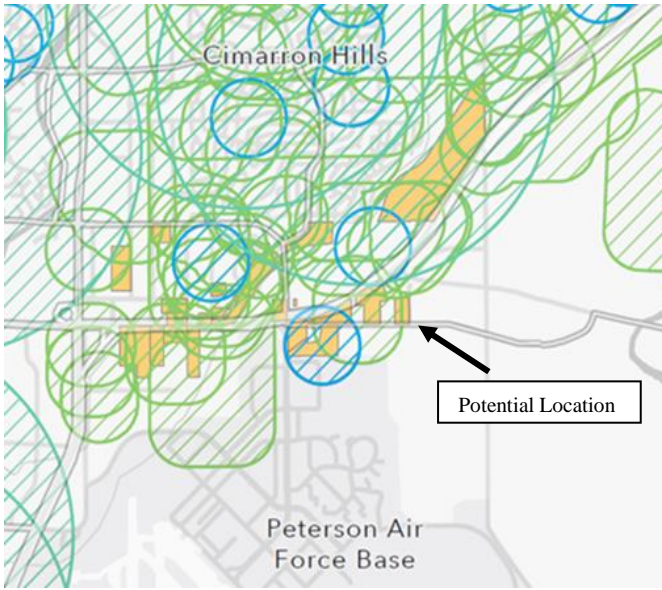 Cimarron Hills
Potential Location
Peterson Air
Force Base